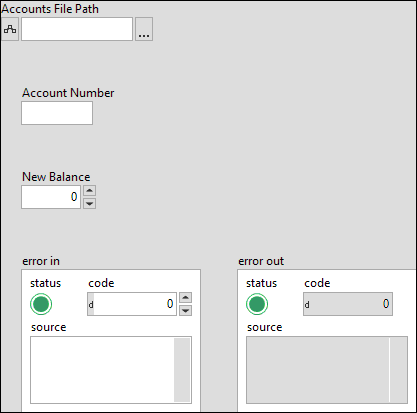 Accounts File Path
...
Account Number
New Balance
0
error in
error out
status code
status code
d 0
d 0
source
source